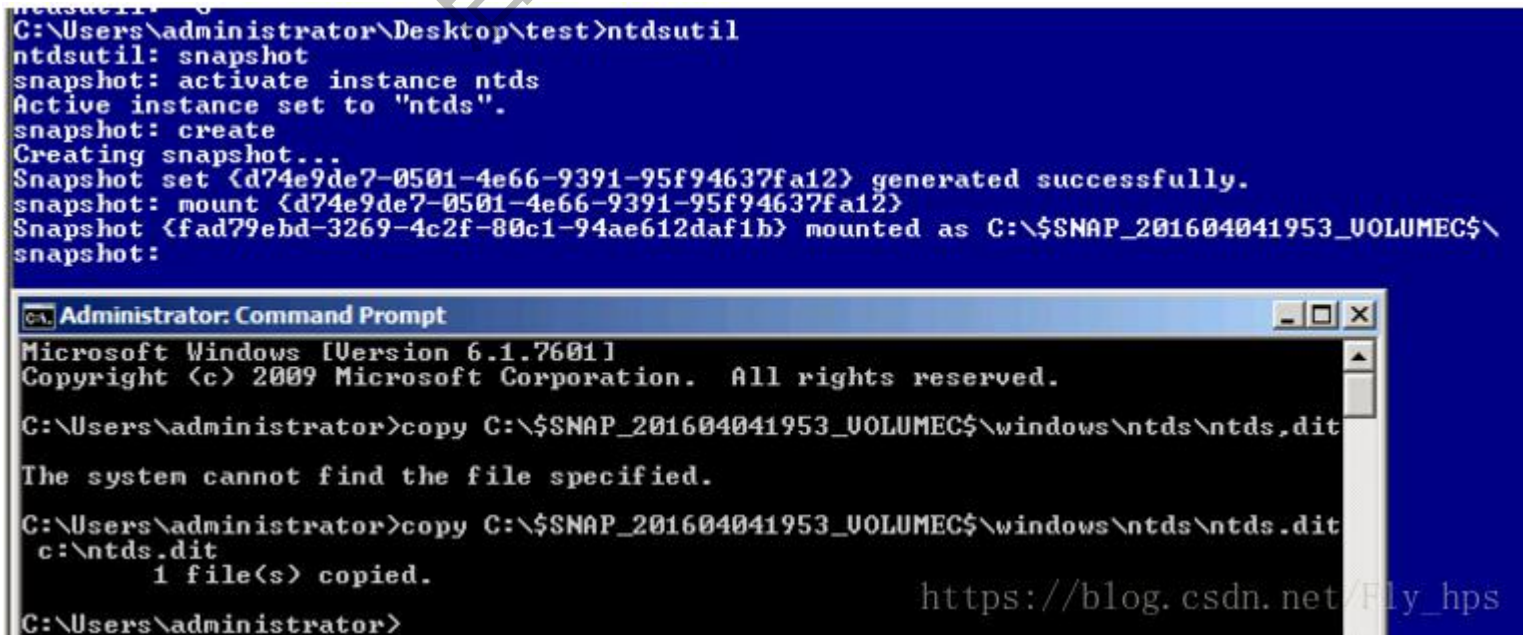 ntdsutil: q
C:\Users\administrator\Desktop\test>ntdsutil
ntdsutil: snapshot
snapshot: activate instance ntds
Active instance set to "ntds".
snapshot: create
Creating snapshot...
Snapshot set {d74e9de7-0501-4e66-9391-95f94637fa12} generated successfully.
snapshot: mount {d74e9de7-0501-4e66-9391-95f94637fa12}
Snapshot {fad79ebd-3269-4c2f-80c1-94ae612daf1b} mounted as C:\$SNAP_201604041953_VOLUMEC$\
snapshot:
Administrator: Command Prompt
Microsoft Windows [Version 6.1.7601]
Copyright (c) 2009 Microsoft Corporation.  All rights reserved.
C:\Users\administrator>copy C:\$SNAP_201604041953_VOLUMEC$\windows\ntds\ntds,dit
The system cannot find the file specified.
C:\Users\administrator>copy C:\$SNAP_201604041953_VOLUMEC$\windows\ntds\ntds.dit
c:\ntds.dit
1 file(s) copied.
https://blog.csdn.net/Fly_hps
C:\Users\administrator>